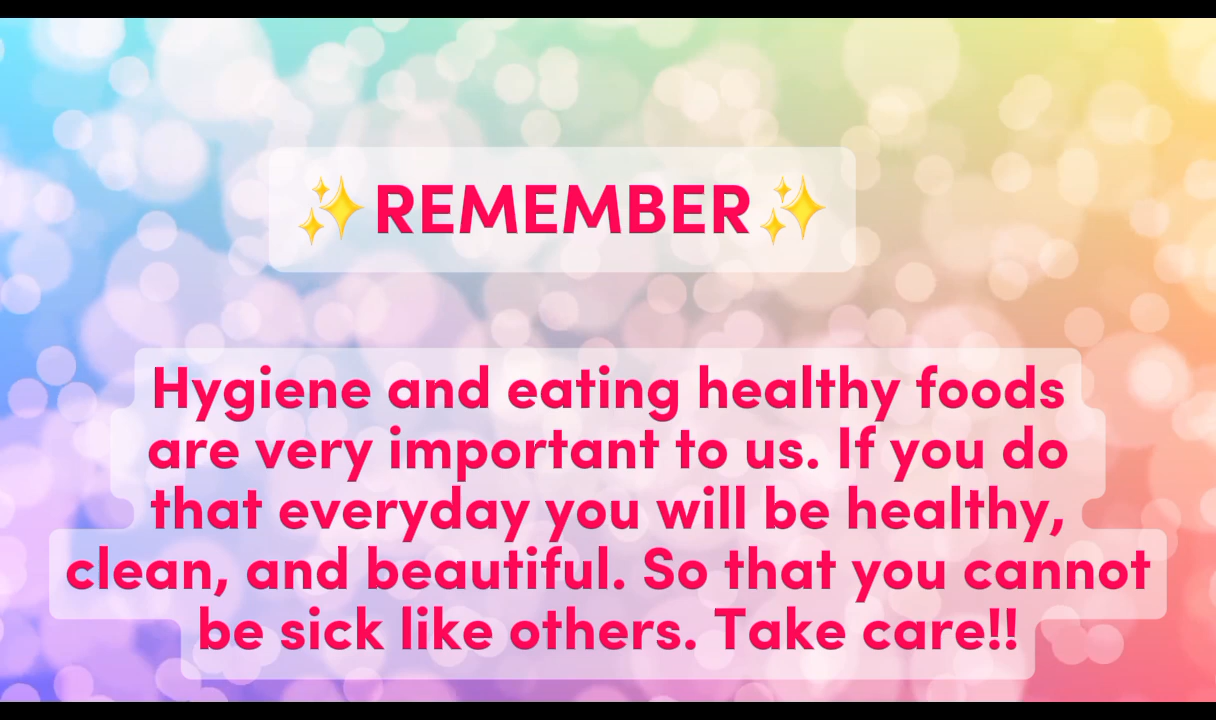 ✨REMEMBER✨
Hygiene and eating healthy foods
are very important to us. If you do
that everyday you will be healthy,
clean, and beautiful. So that you cannot
be sick like others. Take care!!